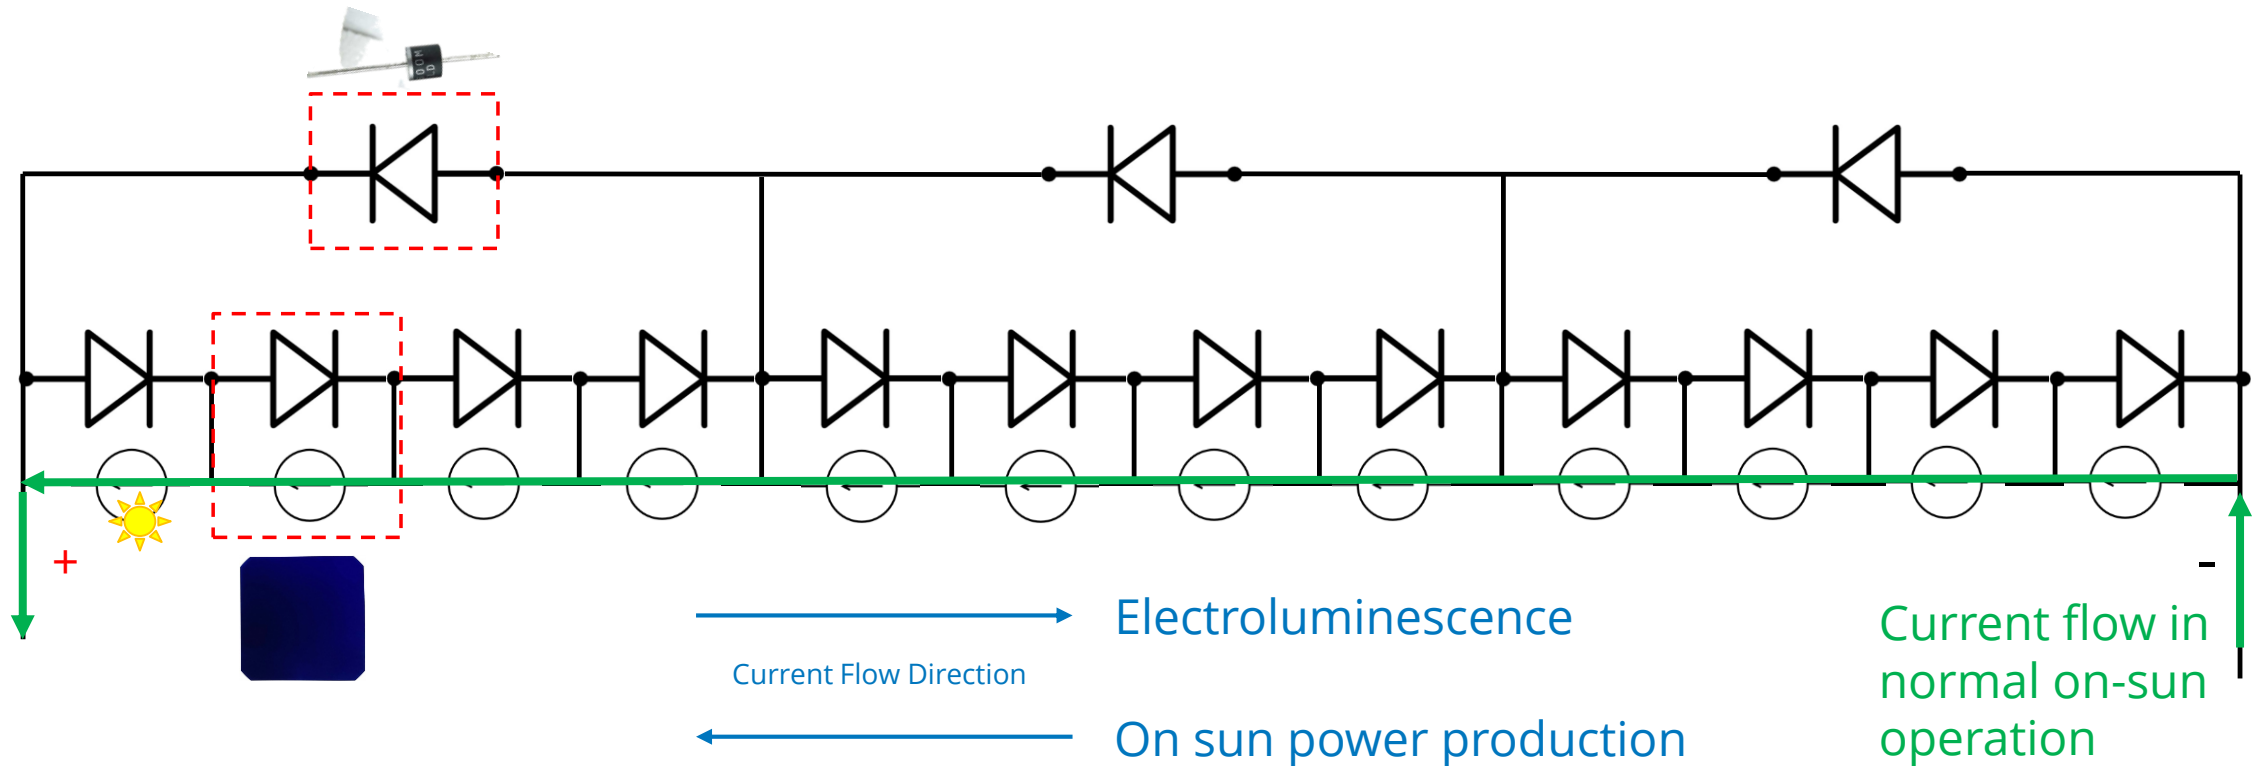 +
-
Electroluminescence
Current Flow Direction
On sun power production
Current flow in
normal on-sun
operation